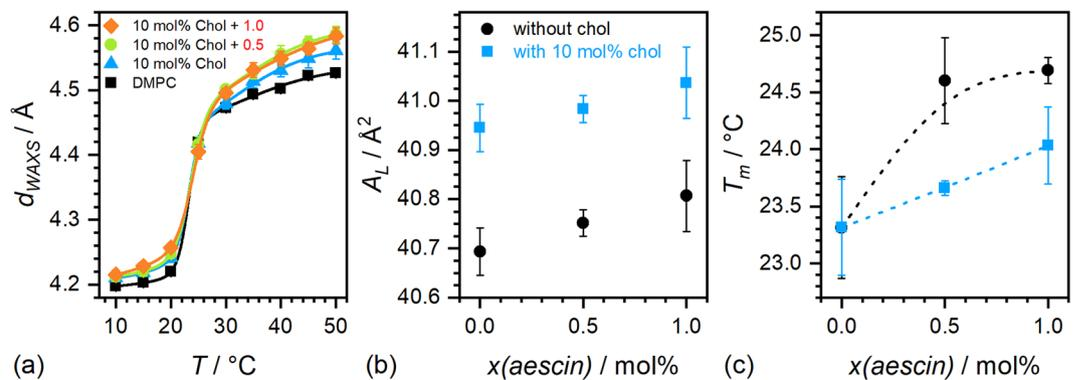 4.6
4.5
4.4
4.3
4.2
d_WAXS / Å
10 mol% Chol + 1.0
10 mol% Chol + 0.5
10 mol% Chol
DMPC
10 20 30 40 50
(a) T / °C
41.1
41.0
40.9
40.8
40.7
40.6
A_L / Å²
without chol
with 10 mol% chol
0.0 0.5 1.0
(b) x(aescin) / mol%
25.0
24.5
24.0
23.5
23.0
T_m / °C
0.0 0.5 1.0
(c) x(aescin) / mol%